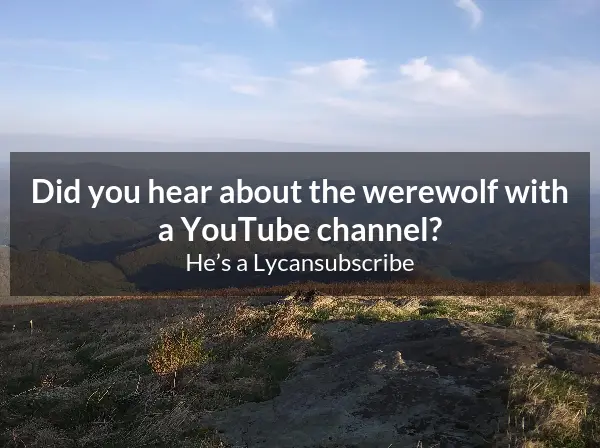 Did you hear about the werewolf with
a YouTube channel?
He’s a Lycansubscribe